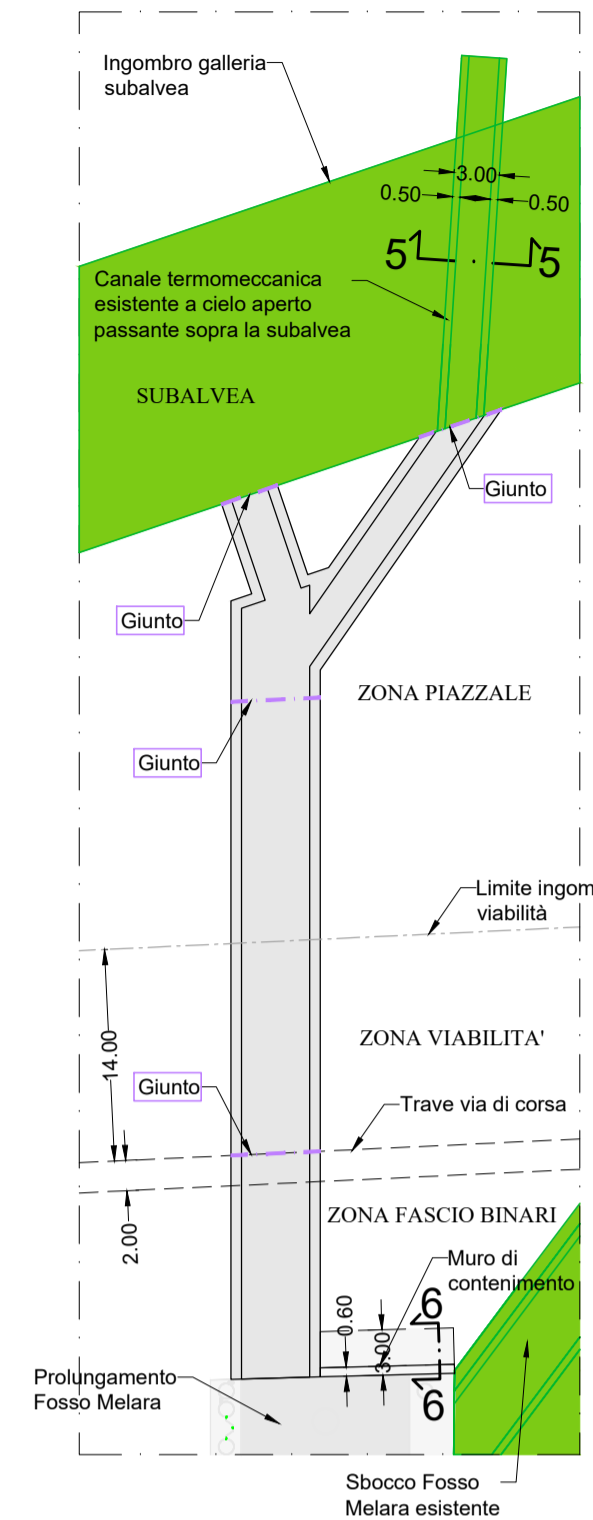 Ingombro galleria
subalvea
3.00
0.50
0.50
5
5
Canale termomeccanica
esistente a cielo aperto
passante sopra la subalvea
SUBALVEA
Giunto
Giunto
ZONA PIAZZALE
Giunto
Limite ingom
viabilità
14.00
ZONA VIABILITA'
Giunto
Trave via di corsa
2.00
ZONA FASCIO BINARI
Muro di
contenimento
0.60
3.00
6
6
Prolungamento
Fosso Melara
Sbocco Fosso
Melara esistente